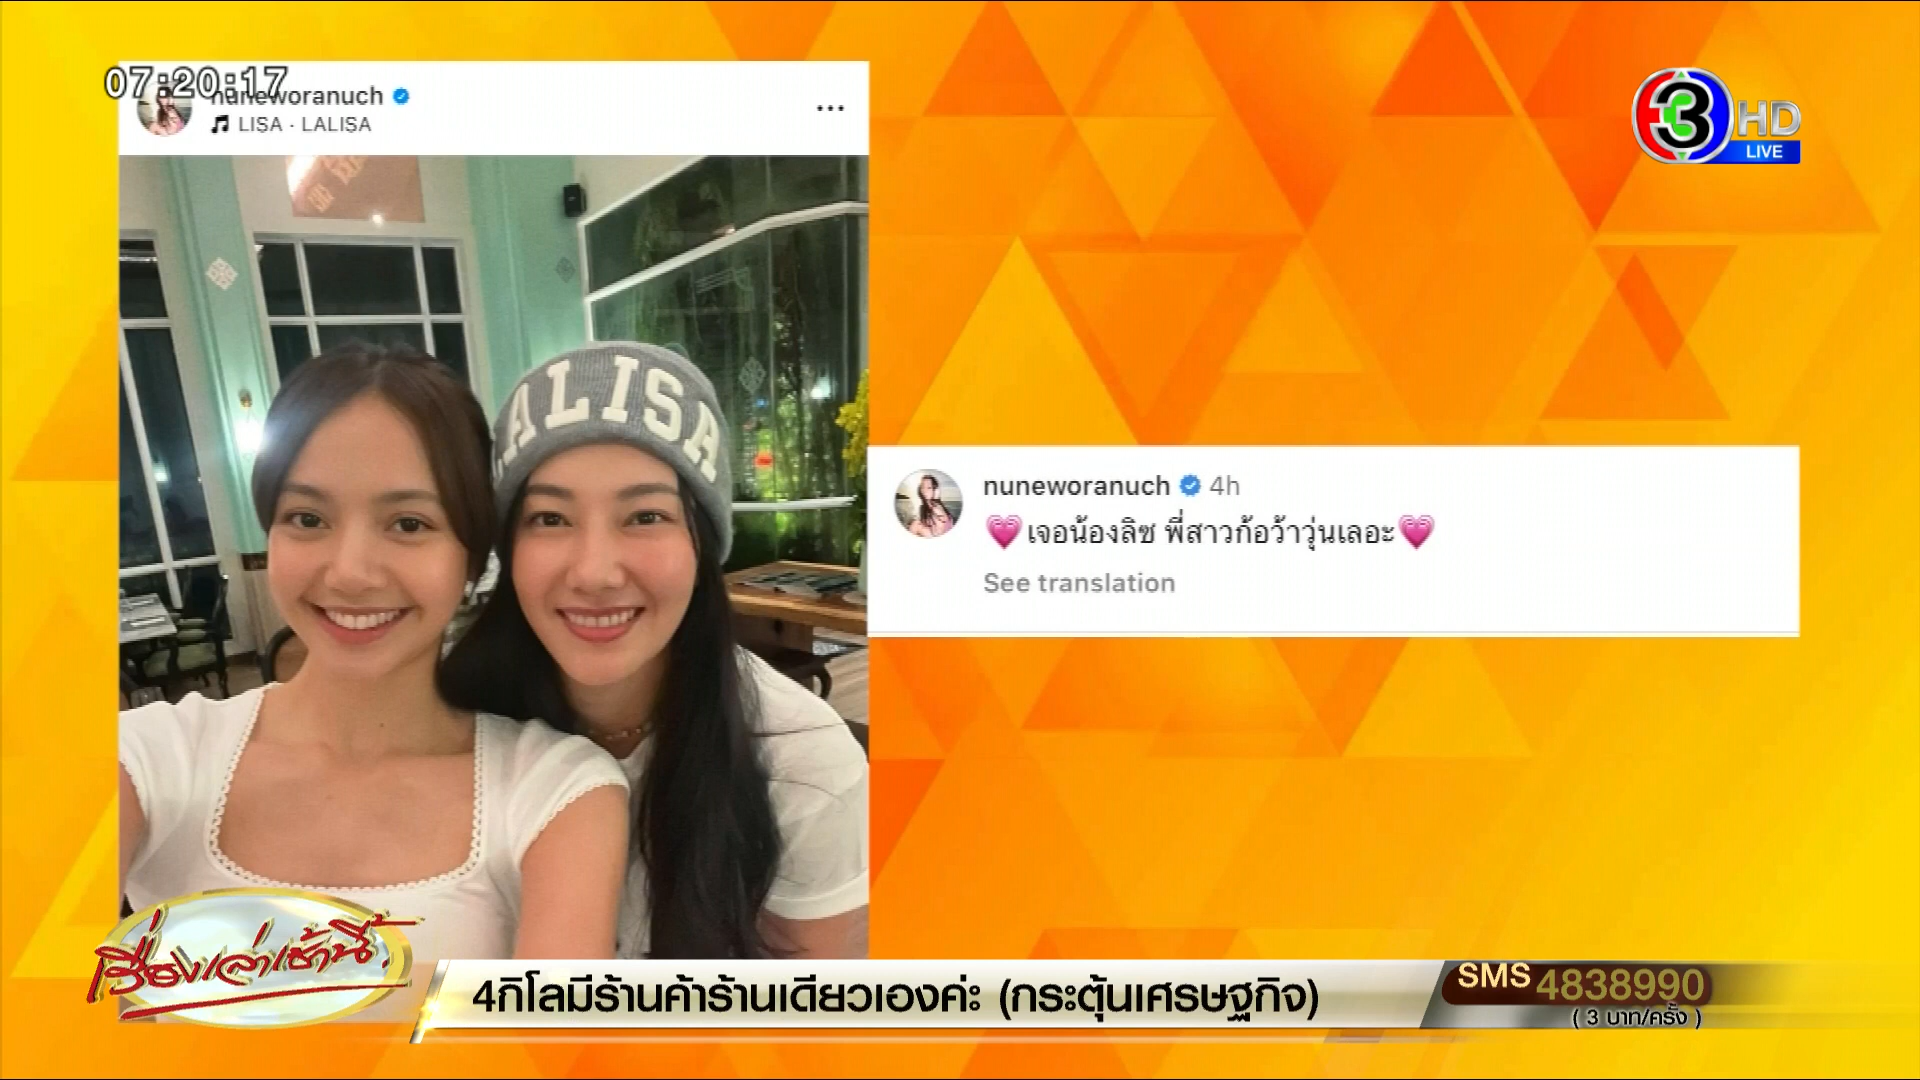 07:20:17
nuneworanuch
LISA · LALISA
3 HD
LIVE
LALISA
nuneworanuch 4h
💗เจอน้องลิซ พี่สาวก้อว้าวุ่นเลอะ💗
See translation
เรื่องเล่าเช้านี้
4กิโลมีร้านค้าร้านเดียวเองค่ะ (กระตุ้นเศรษฐกิจ)
SMS 4838990
( 3 บาท/ครั้ง )